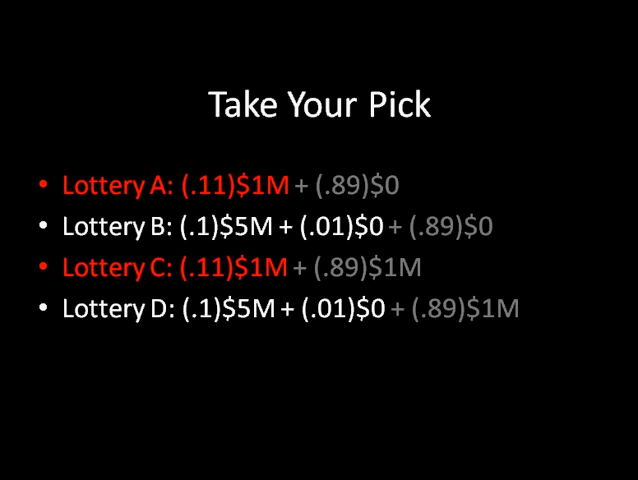 Take Your Pick
• Lottery A: (.11)$1M + (.89)$0
• Lottery B: (.1)$5M + (.01)$0 + (.89)$0
• Lottery C: (.11)$1M + (.89)$1M
• Lottery D: (.1)$5M + (.01)$0 + (.89)$1M